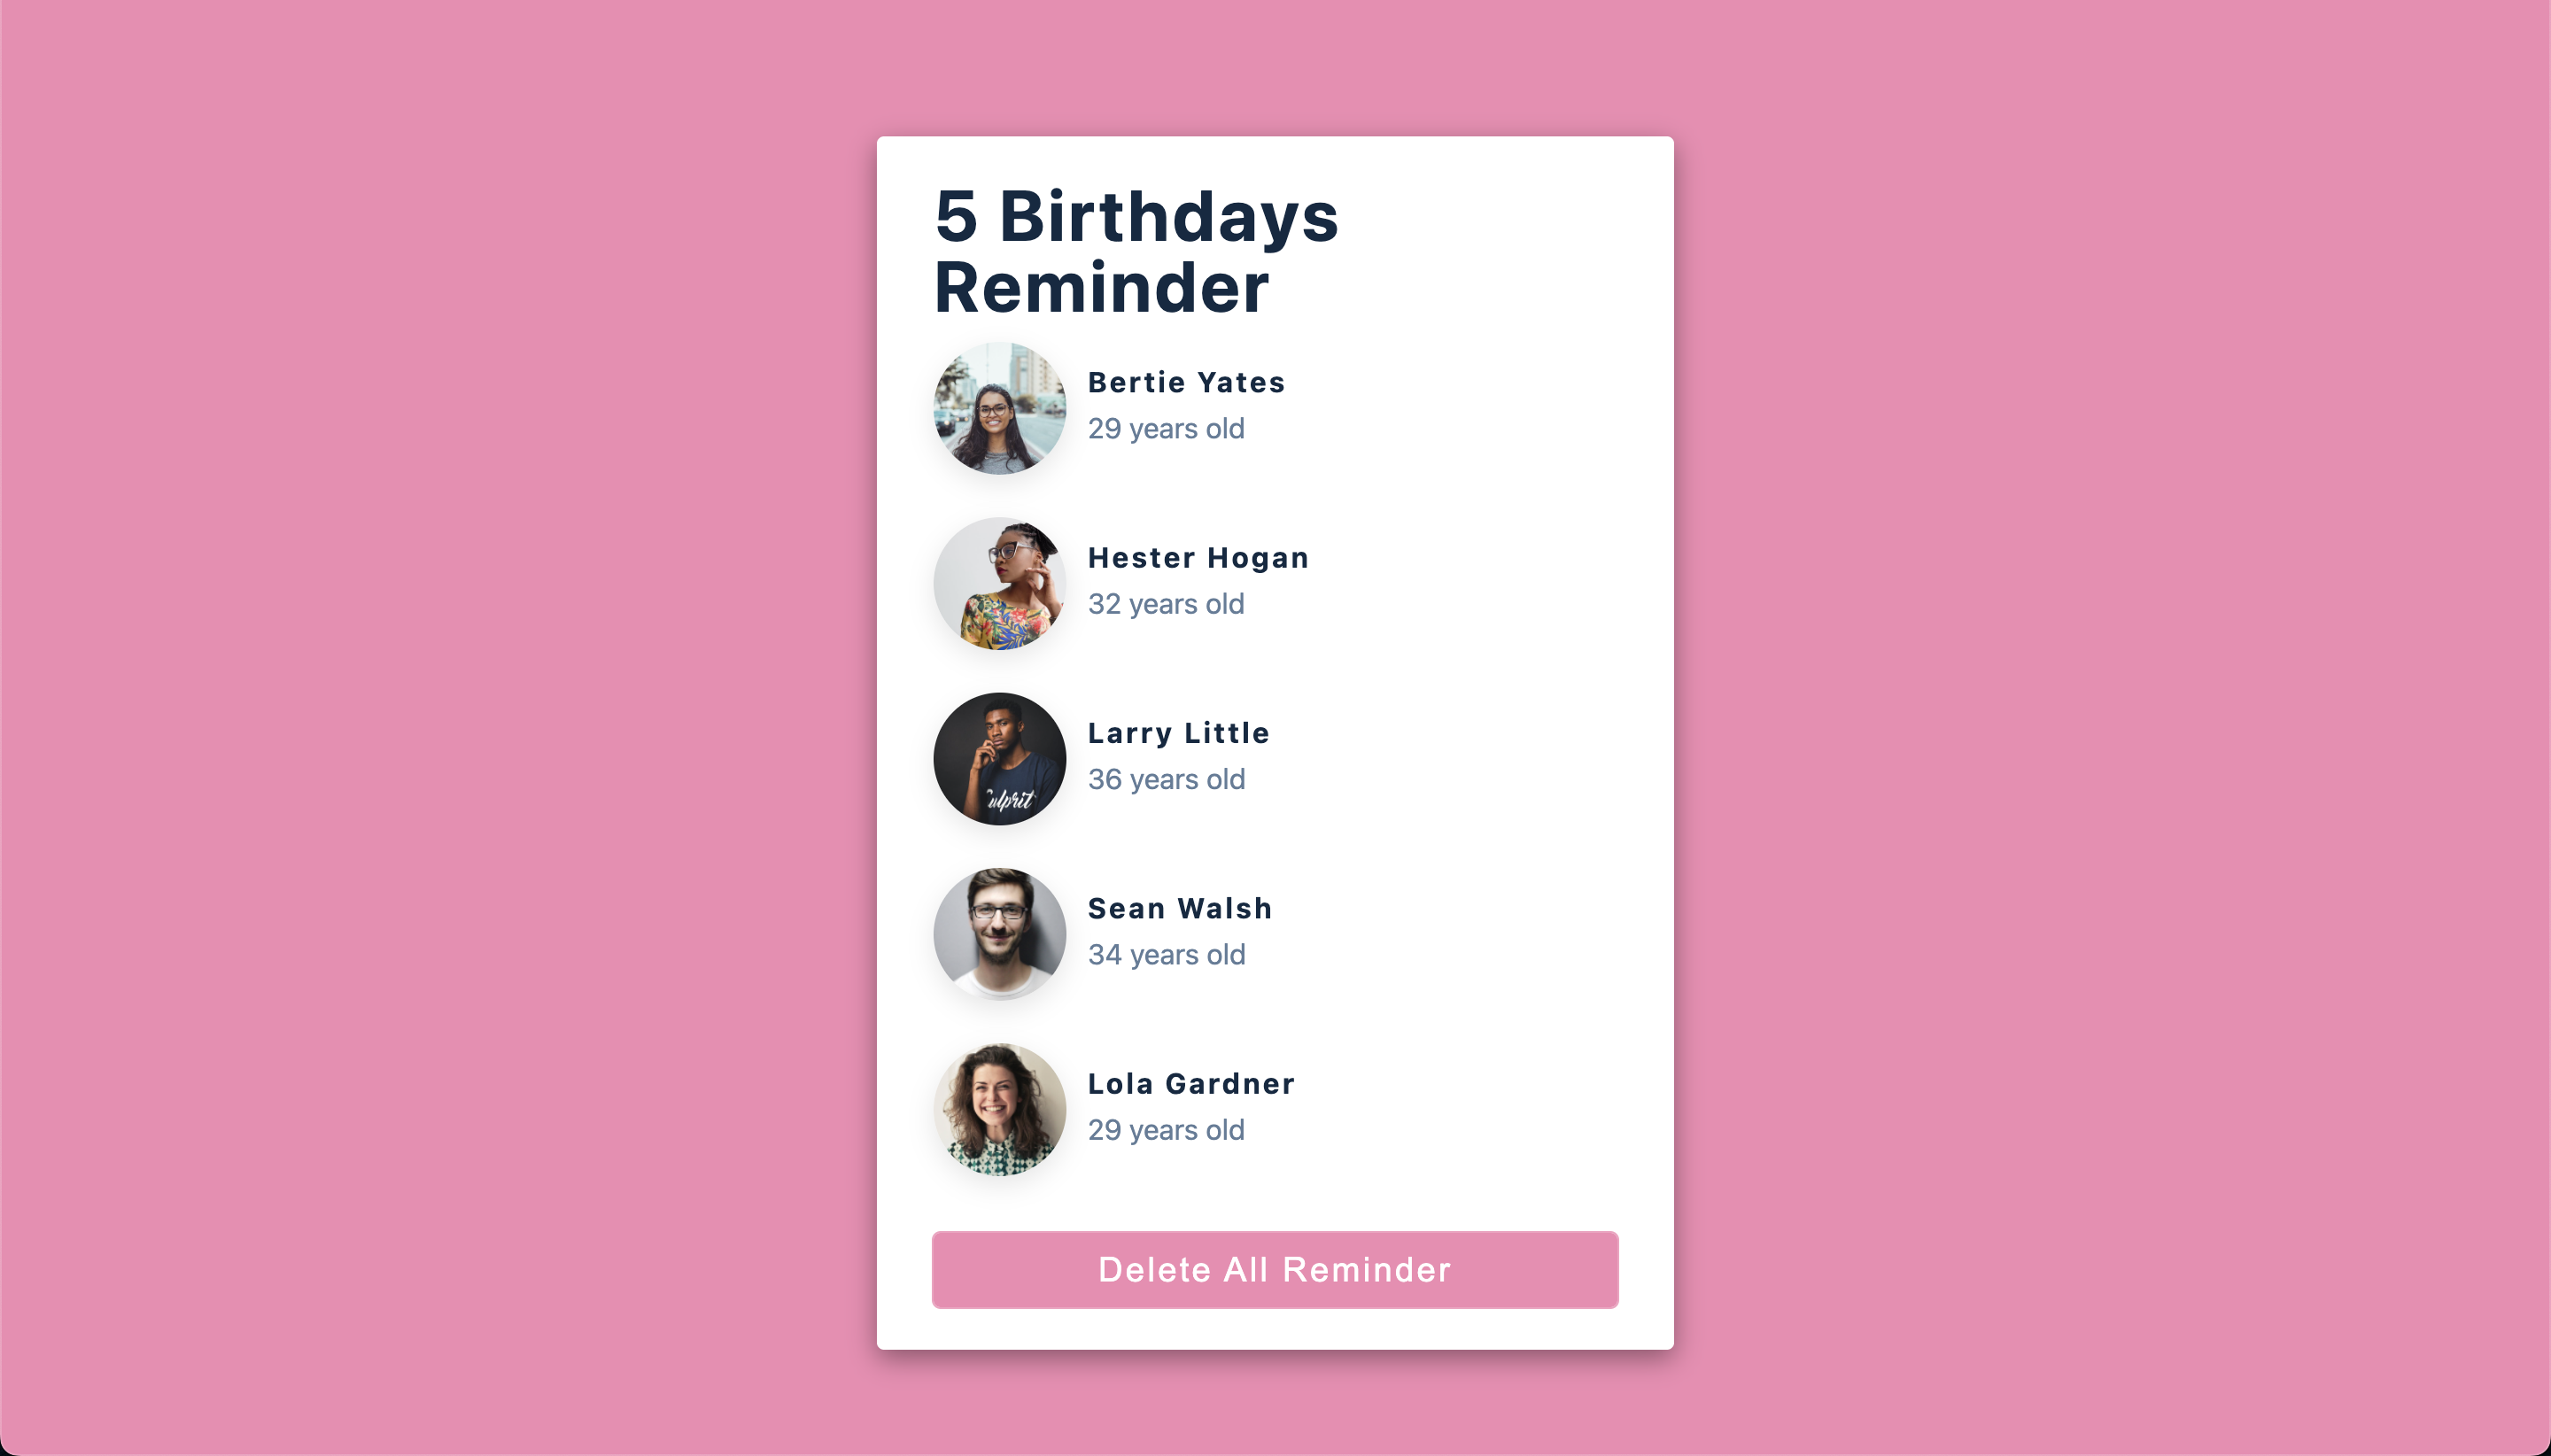 5 Birthdays
Reminder
Bertie Yates
29 years old
Hester Hogan
32 years old
Larry Little
36 years old
Culprit
Sean Walsh
34 years old
Lola Gardner
29 years old
Delete All Reminder